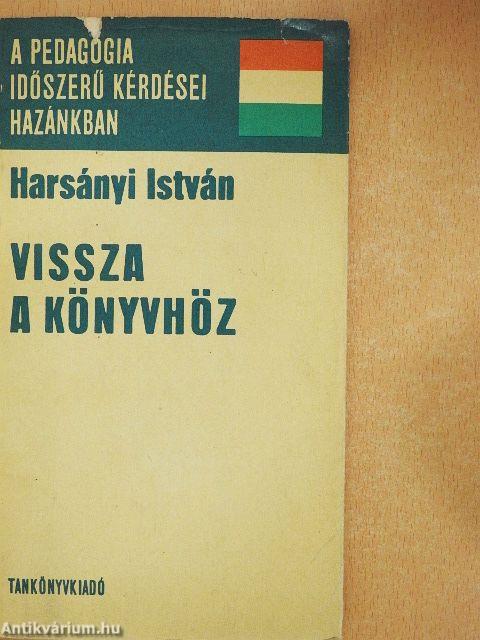 A PEDAGÓGIA
IDŐSZERŰ KÉRDÉSEI
HAZÁNKBAN
Harsányi István
VISSZA
A KÖNYVHÖZ
TANKÖNYVKIADÓ
Antikvárium.hu